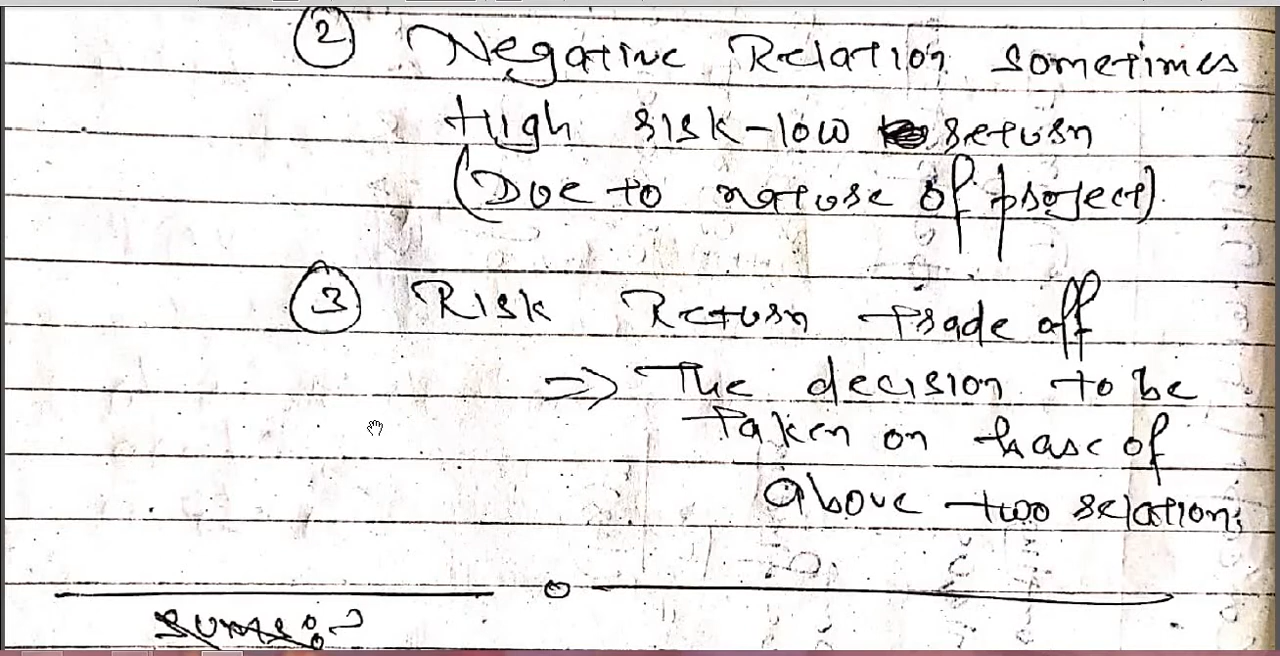 ② Negative Relation sometimes
High risk-low return
(Due to nature of project).
③ Risk Return trade off
⇒ The decision to be
taken on base of
above two relation:
Sums:-